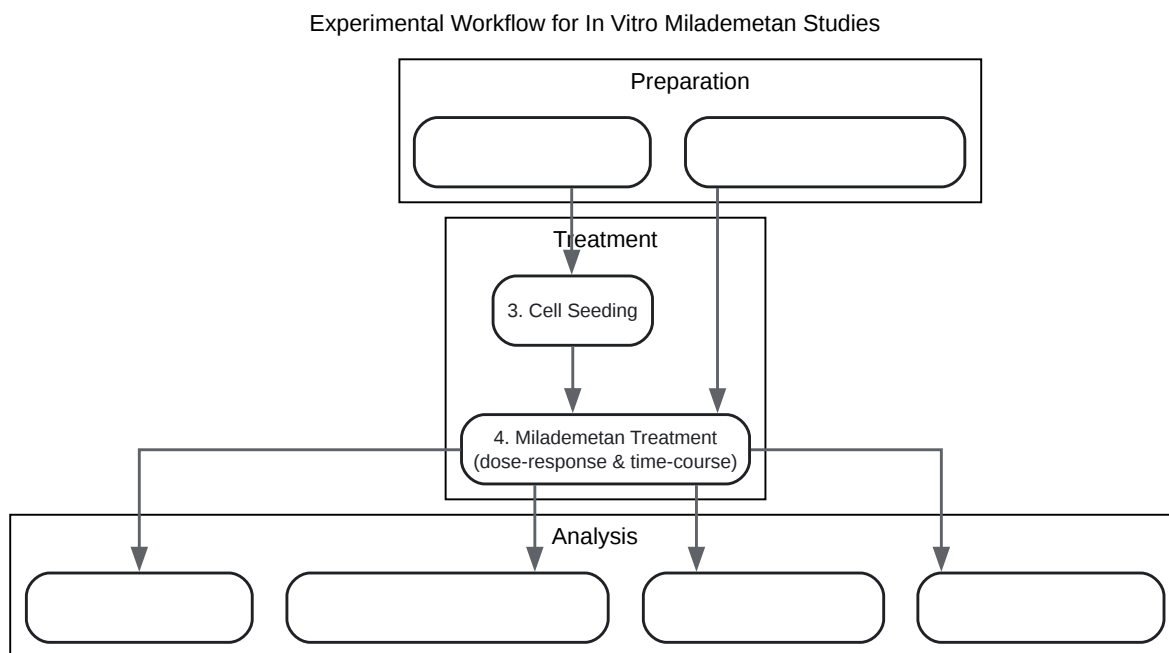 Experimental Workflow for In Vitro Milademetan Studies
Preparation
Treatment
3. Cell Seeding
4. Milademetan Treatment
(dose-response & time-course)
Analysis